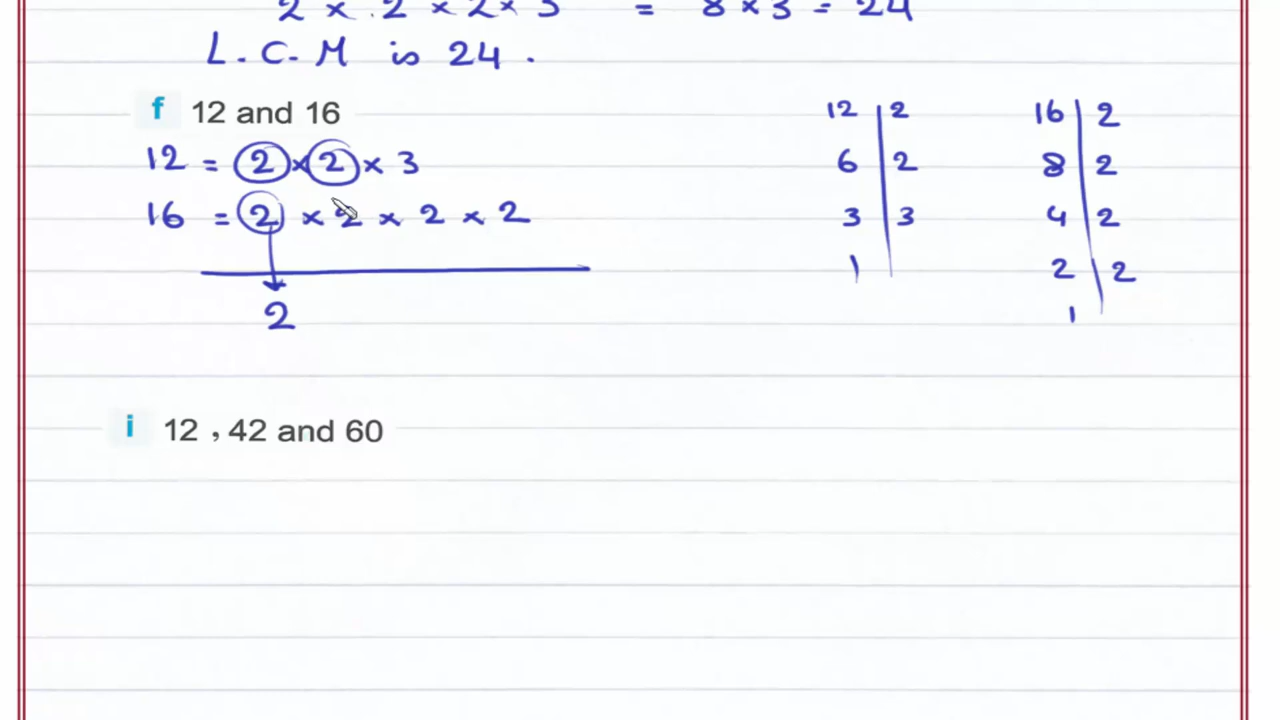 2 × 2 × 2 × 3 = 8 × 3 = 24
L.C.M is 24.
f 12 and 16
12 = 2 × 2 × 3
16 = 2 × 2 × 2 × 2
2
12 | 2
6 | 2
3 | 3
1
16 | 2
8 | 2
4 | 2
2 | 2
1
i 12 , 42 and 60